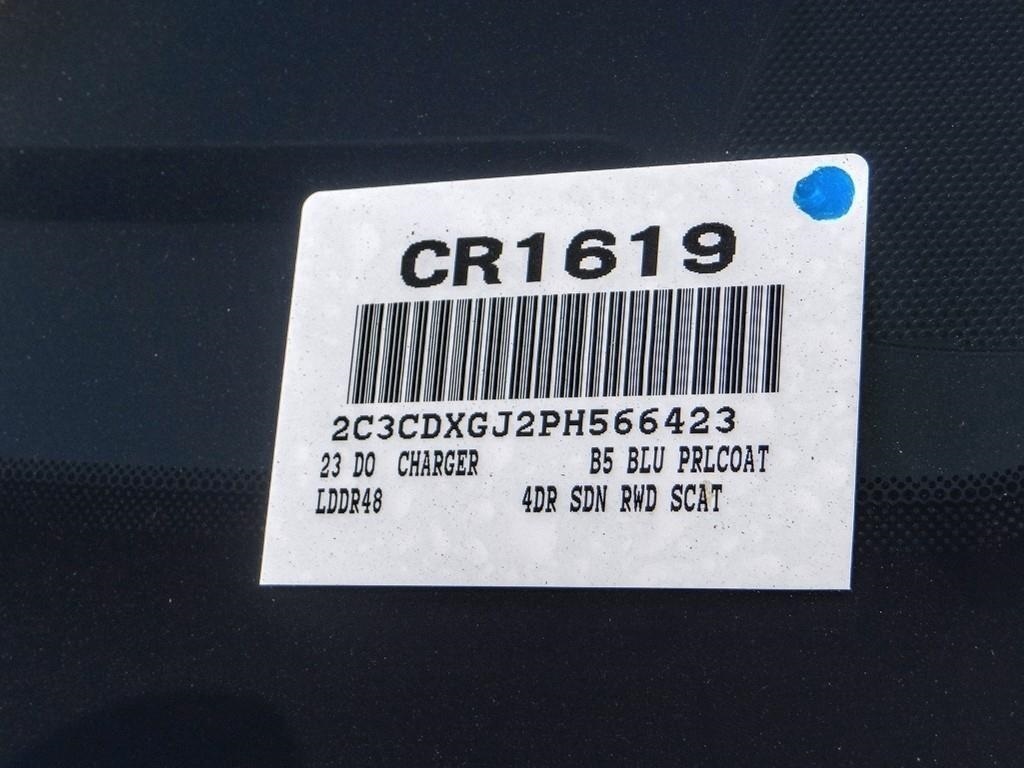 CR1619
2C3CDXGJ2PH566423
23 DO CHARGER B5 BLU PRLCOAT
LDDR48 4DR SDN RWD SCAT